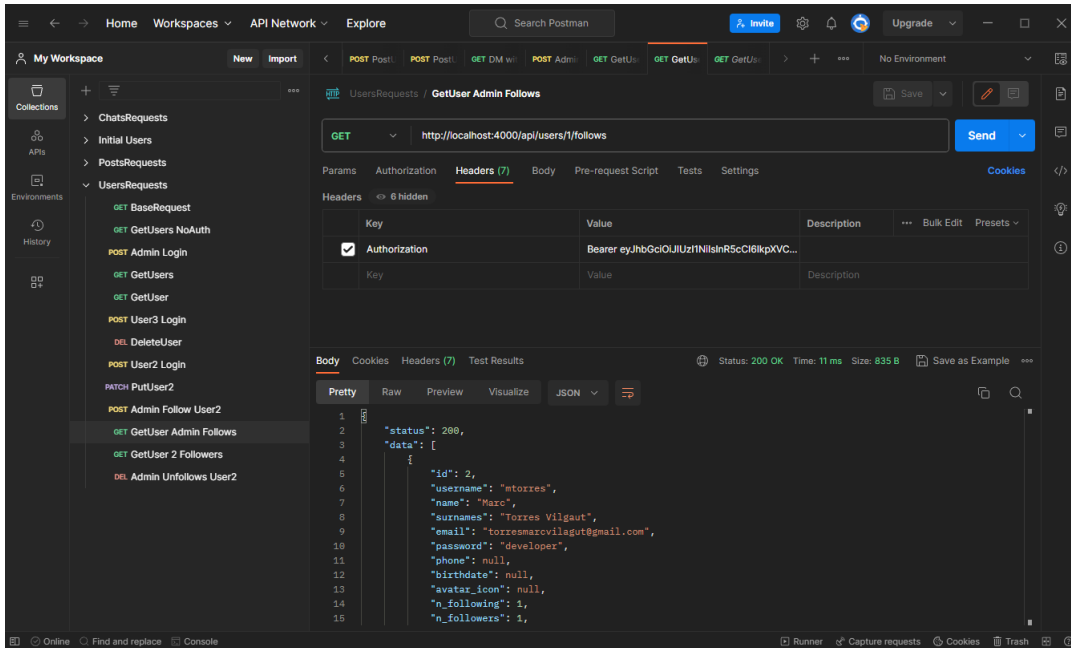 Home Workspaces API Network Explore Search Postman Invite Upgrade
My Workspace New Import POST PostU POST PostU GET DM wi POST Admi GET GetUs GET GetUs GET GetUse No Environment
Collections
APIs
Environments
History
ChatsRequests
Initial Users
PostsRequests
UsersRequests
GET BaseRequest
GET GetUsers NoAuth
POST Admin Login
GET GetUsers
GET GetUser
POST User3 Login
DEL DeleteUser
POST User2 Login
PATCH PutUser2
POST Admin Follow User2
GET GetUser Admin Follows
GET GetUser 2 Followers
DEL Admin Unfollows User2
HTTP UsersRequests / GetUser Admin Follows Save
GET http://localhost:4000/api/users/1/follows Send
Params Authorization Headers (7) Body Pre-request Script Tests Settings Cookies
Headers 6 hidden
Key Value Description Bulk Edit Presets
Authorization Bearer eyJhbGciOiJIUzI1NiIsInR5cCI6IkpXVC...
Key Value Description
Body Cookies Headers (7) Test Results Status: 200 OK Time: 11 ms Size: 835 B Save as Example
Pretty Raw Preview Visualize JSON
1 {
2 "status": 200,
3 "data": [
4 {
5 "id": 2,
6 "username": "mtorres",
7 "name": "Marc",
8 "surnames": "Torres Vilgaut",
9 "email": "torresmarcvilagut@gmail.com",
10 "password": "developer",
11 "phone": null,
12 "birthdate": null,
13 "avatar_icon": null,
14 "n_following": 1,
15 "n_followers": 1,
Online Find and replace Console Runner Capture requests Cookies Trash